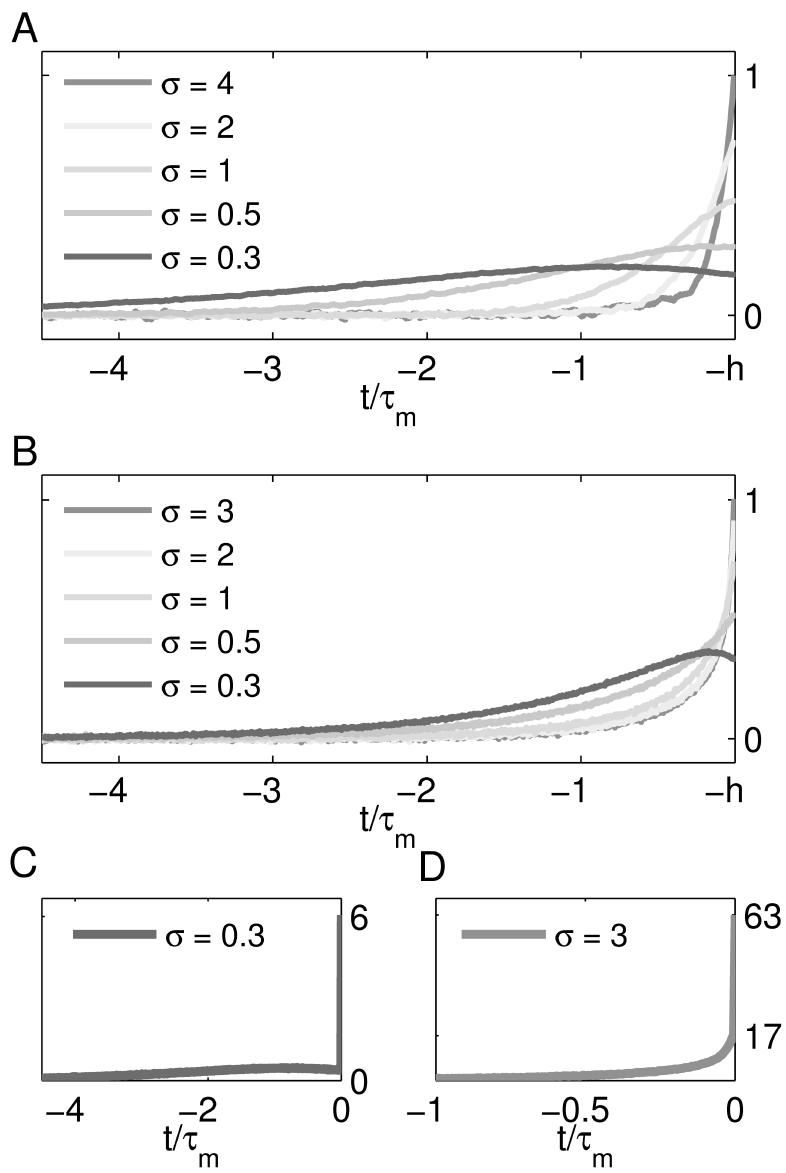 A
σ = 4
σ = 2
σ = 1
σ = 0.5
σ = 0.3
1
0
−4 −3 −2 −1 −h
t/τm
B
σ = 3
σ = 2
σ = 1
σ = 0.5
σ = 0.3
1
0
−4 −3 −2 −1 −h
t/τm
C
σ = 0.3
6
0
−4 −2 0
t/τm
D
σ = 3
63
17
−1 −0.5 0
t/τm